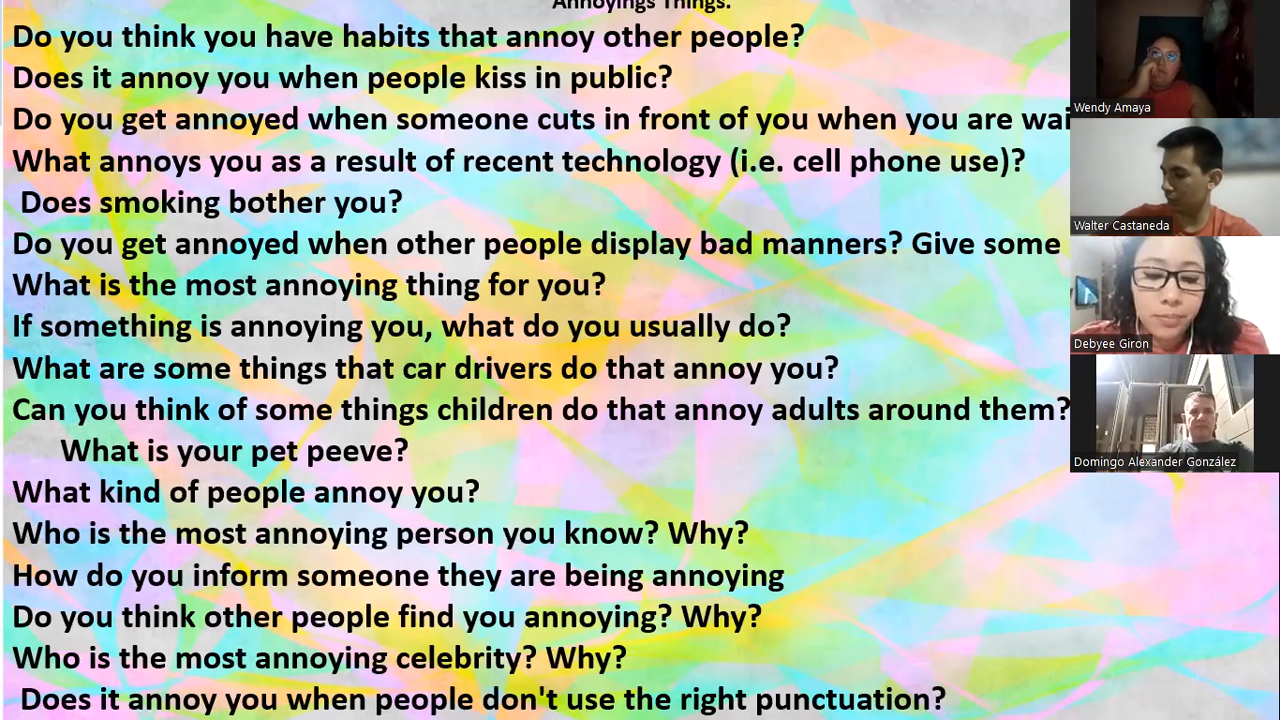 Annoyings Things.
Do you think you have habits that annoy other people?
Does it annoy you when people kiss in public?
Do you get annoyed when someone cuts in front of you when you are
What annoys you as a result of recent technology (i.e. cell phone use)?
Does smoking bother you?
Do you get annoyed when other people display bad manners? Give some
What is the most annoying thing for you?
If something is annoying you, what do you usually do?
What are some things that car drivers do that annoy you?
Can you think of some things children do that annoy adults around them?
What is your pet peeve?
What kind of people annoy you?
Who is the most annoying person you know? Why?
How do you inform someone they are being annoying
Do you think other people find you annoying? Why?
Who is the most annoying celebrity? Why?
Does it annoy you when people don't use the right punctuation?
Wendy Amaya
Walter Castaneda
Debyee Giron
Domingo Alexander González